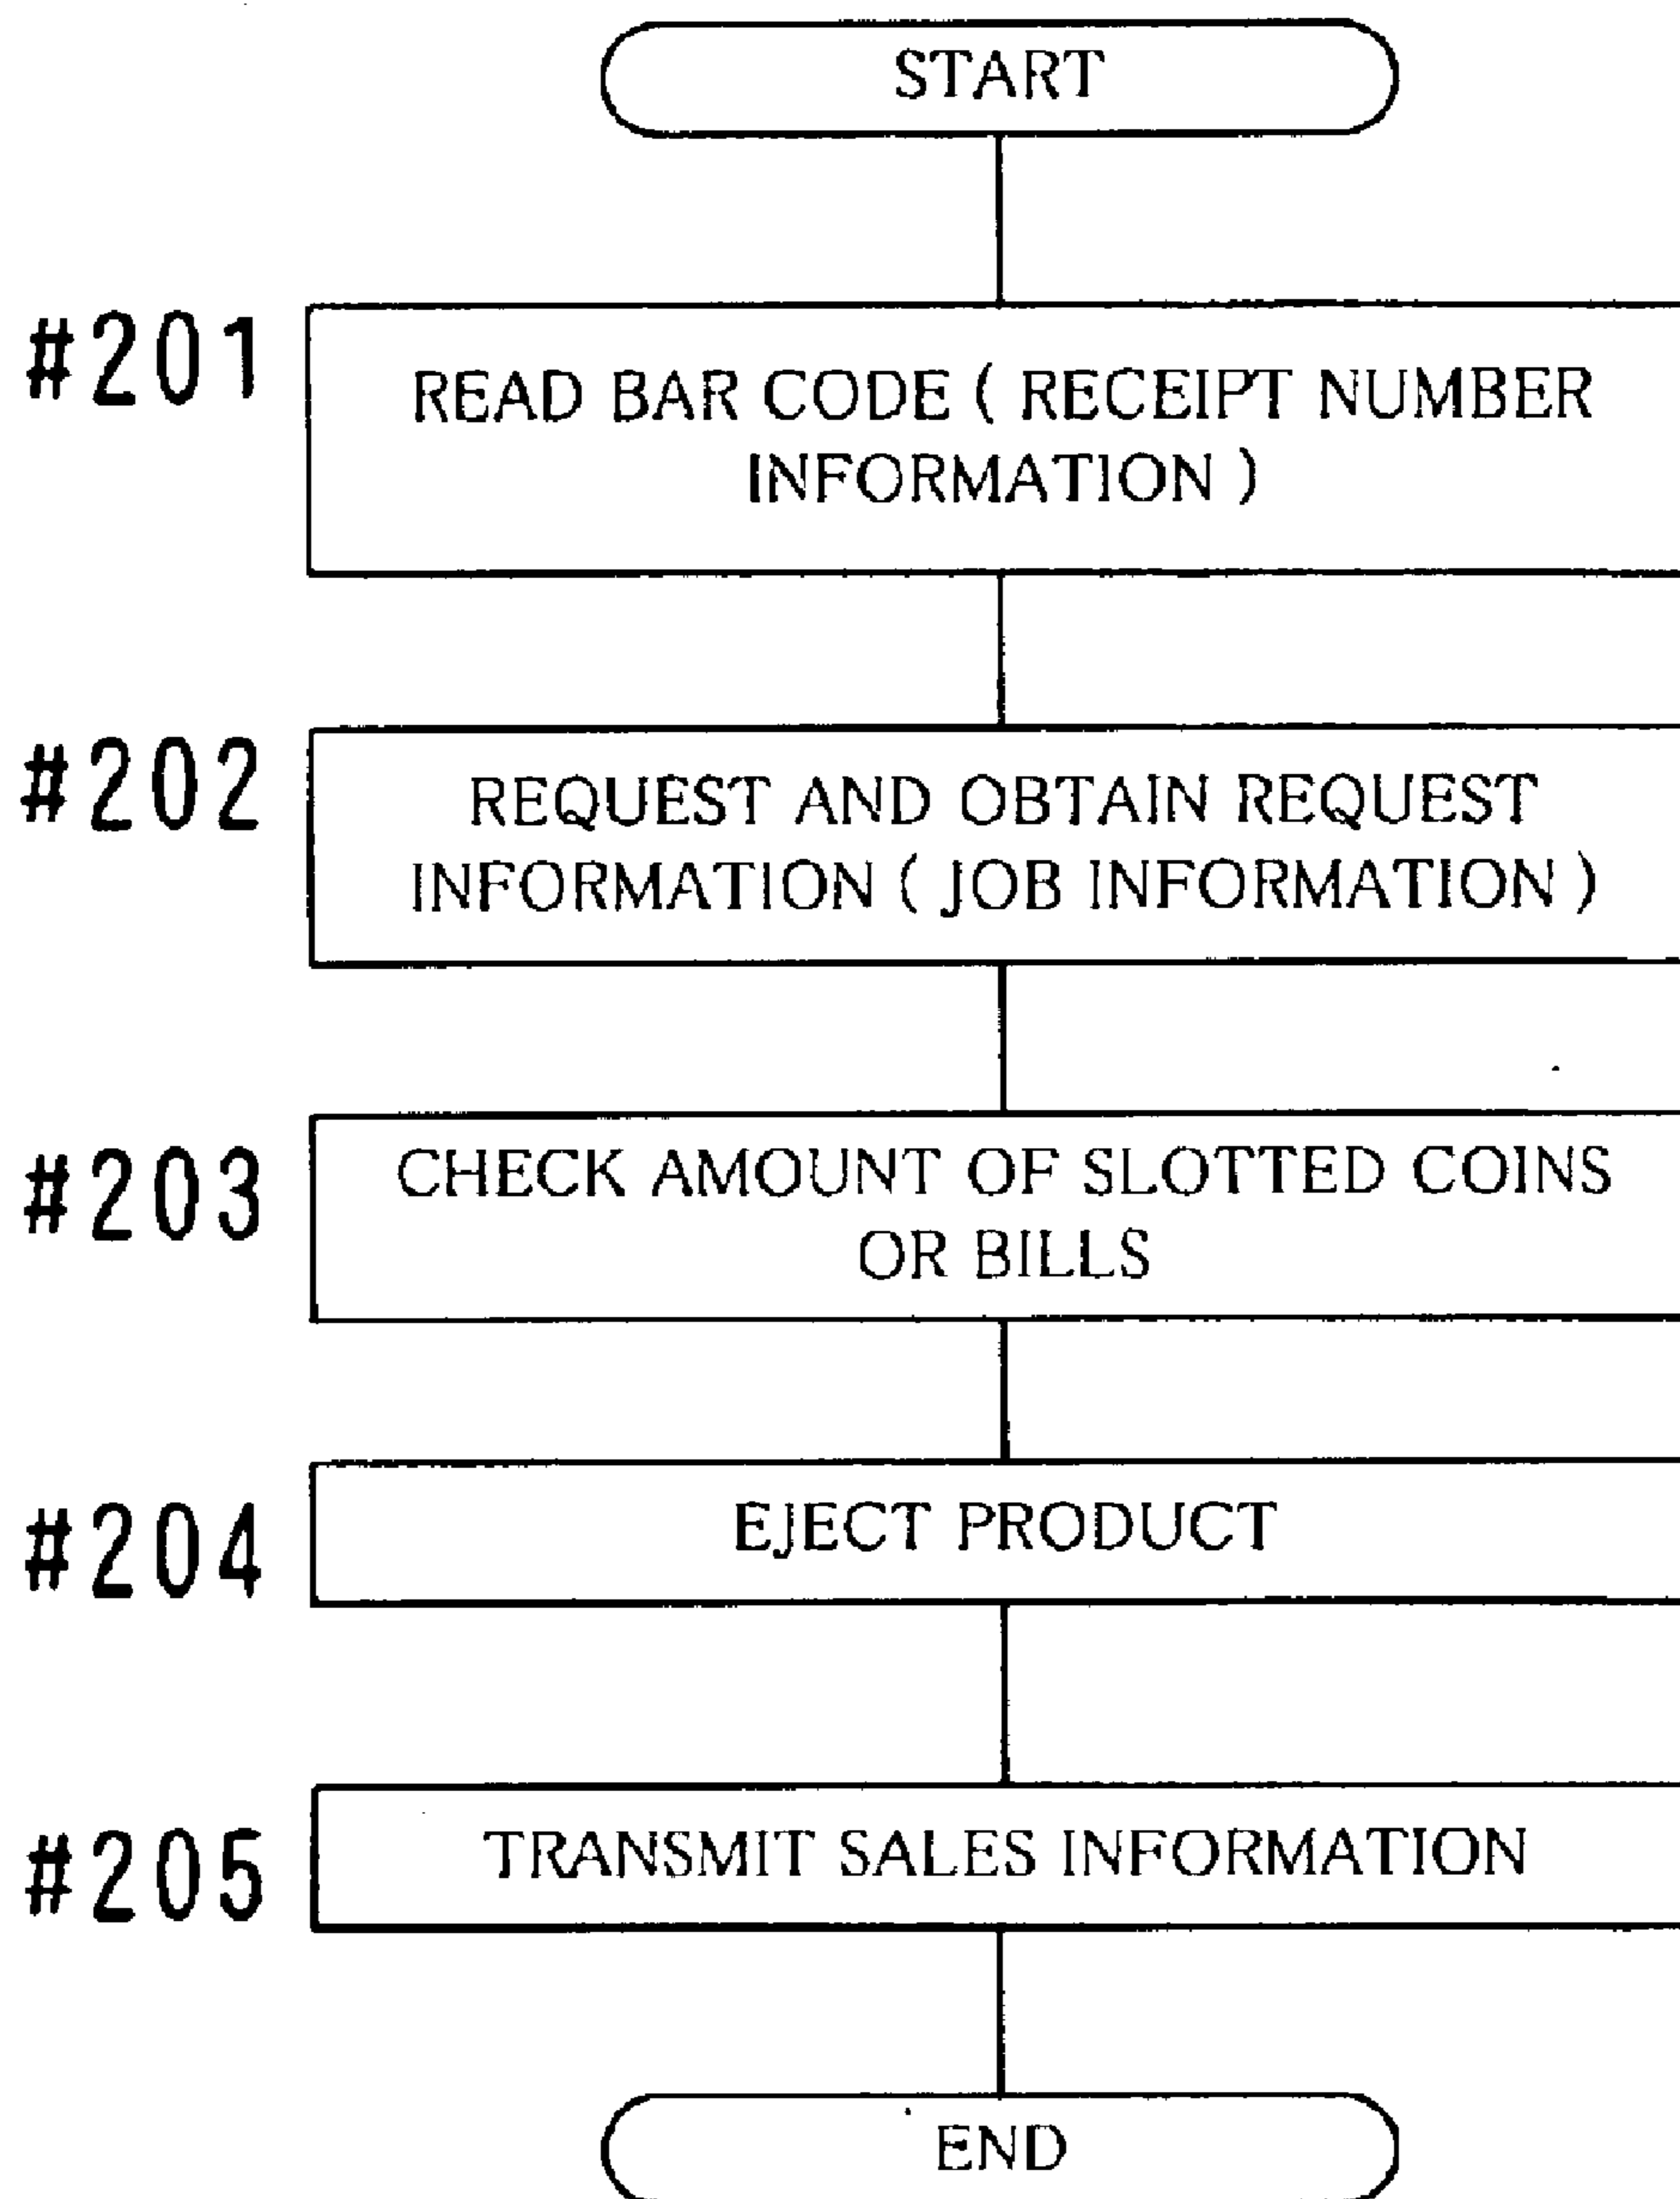 START
#201
READ BAR CODE ( RECEIPT NUMBER
INFORMATION )
#202
REQUEST AND OBTAIN REQUEST
INFORMATION ( JOB INFORMATION )
#203
CHECK AMOUNT OF SLOTTED COINS
OR BILLS
#204
EJECT PRODUCT
#205
TRANSMIT SALES INFORMATION
END